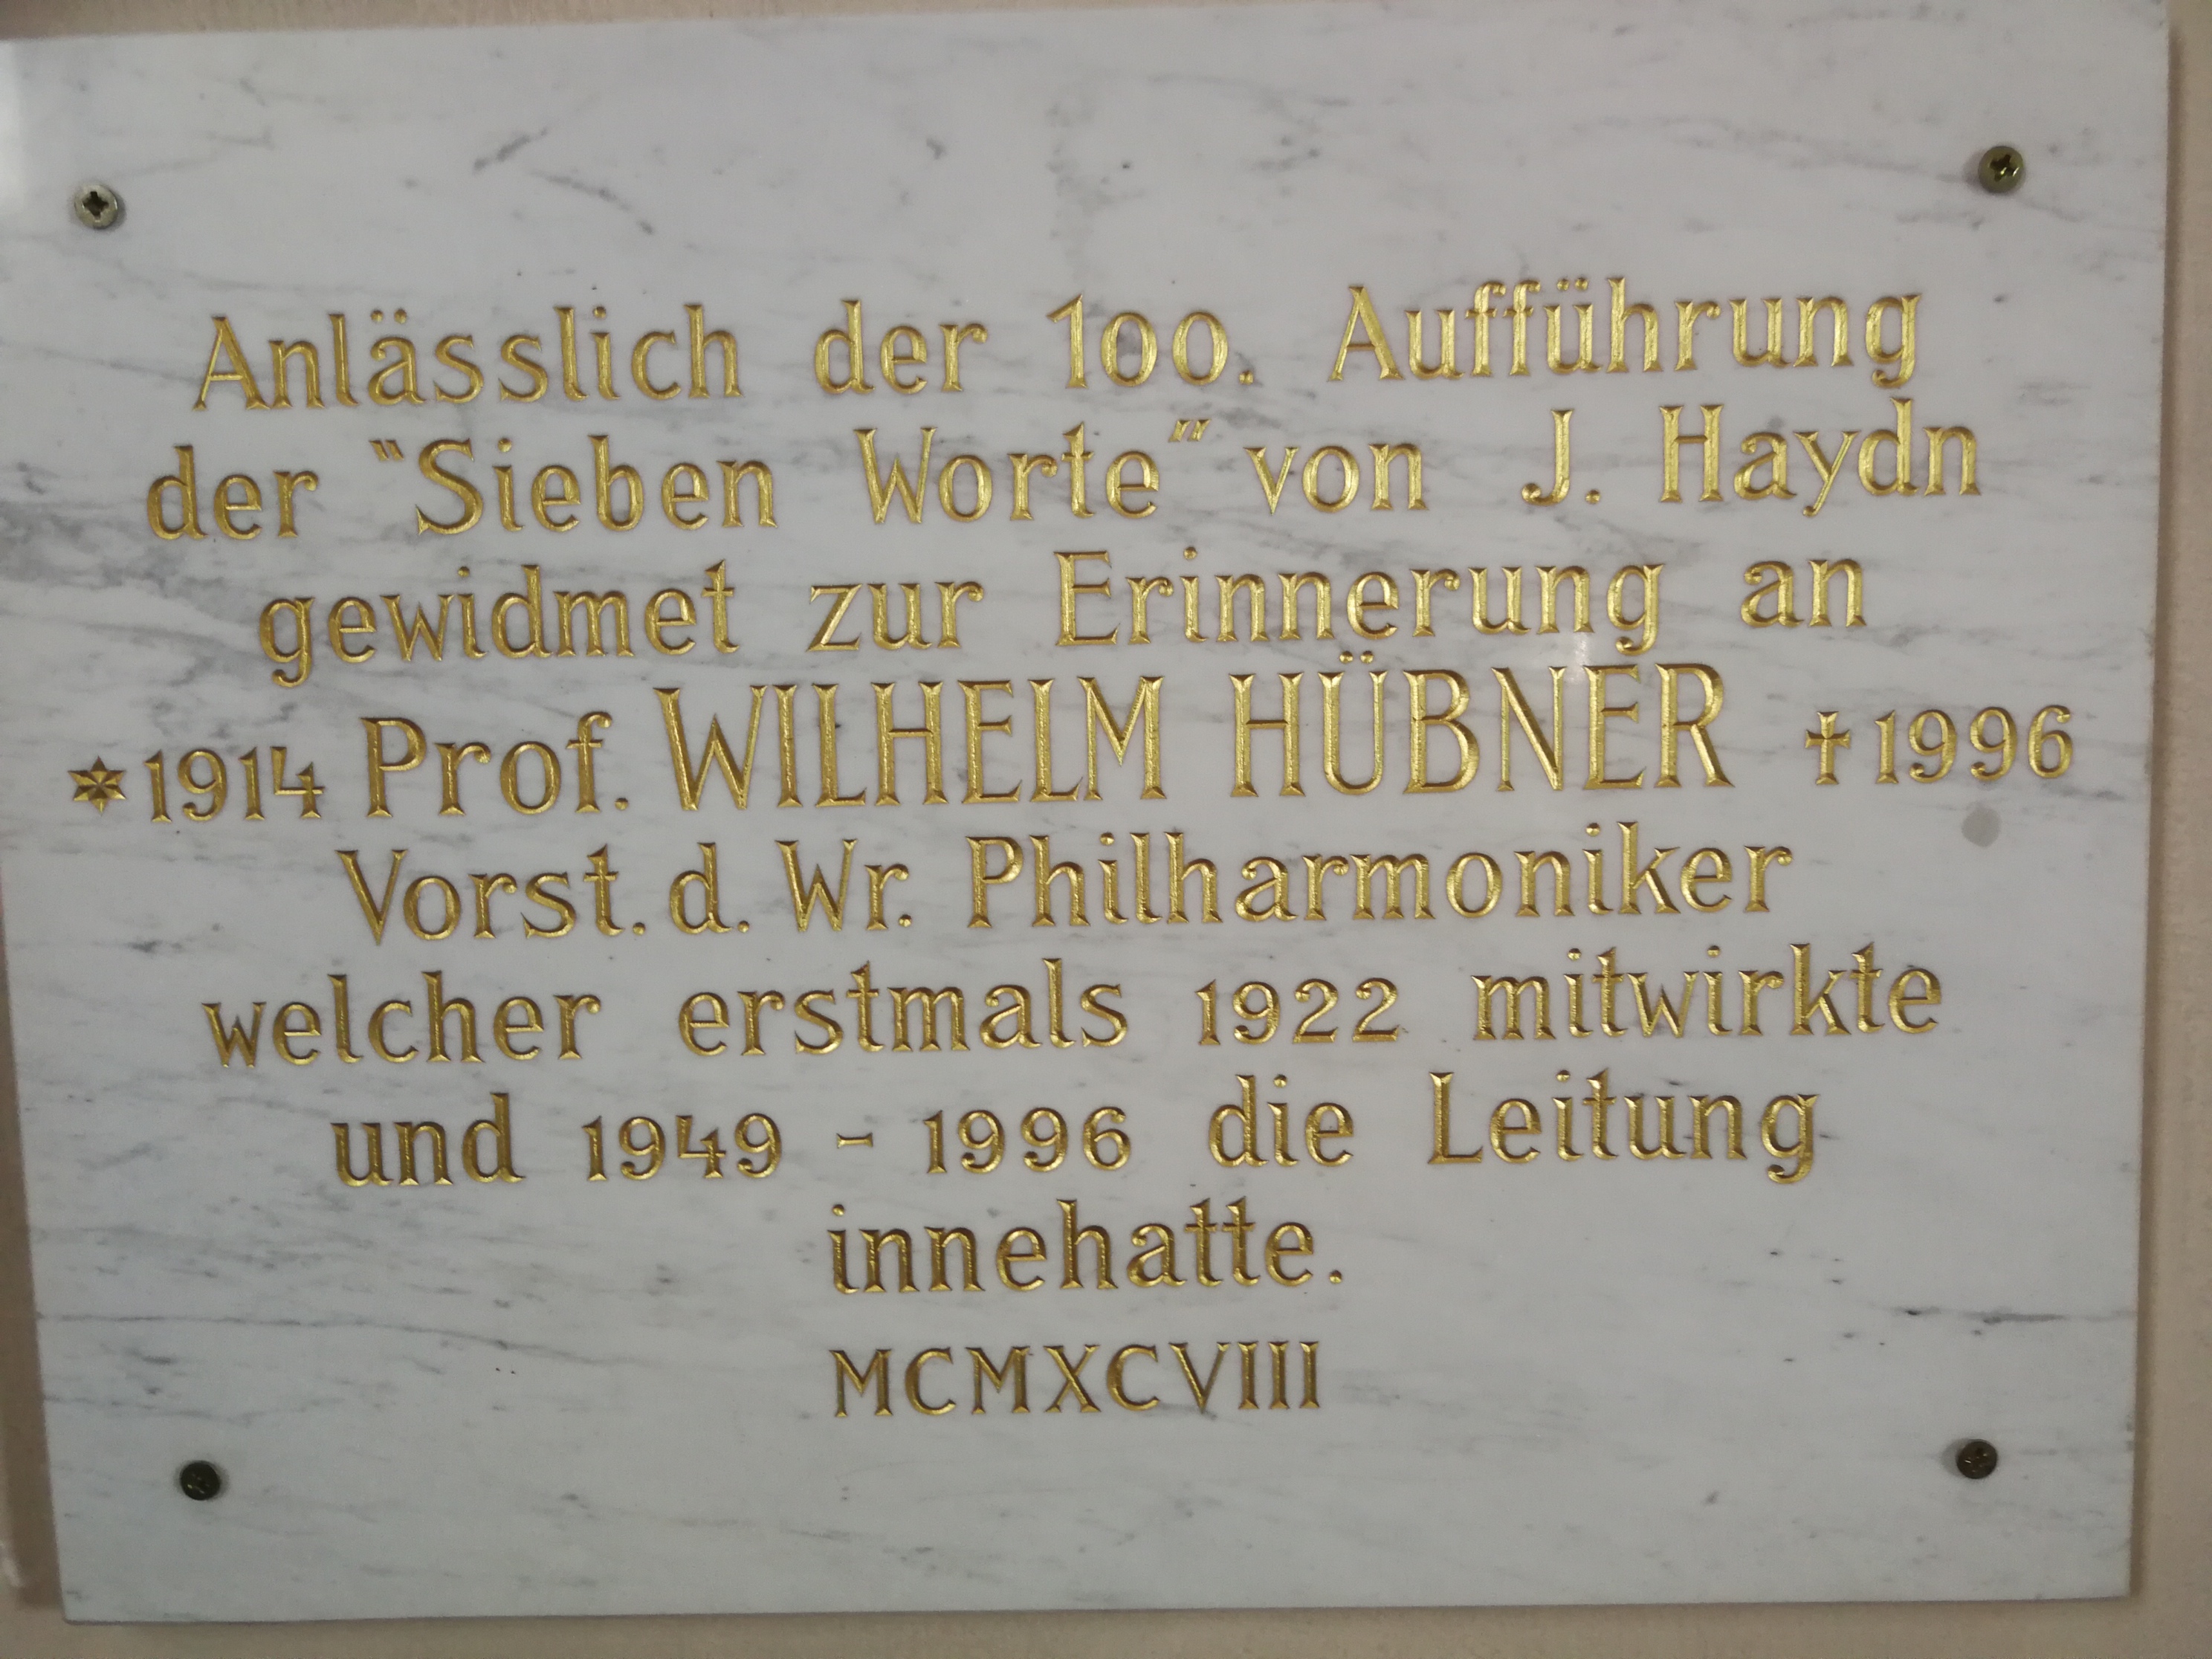 Anlässlich der 100. Aufführung
der "Sieben Worte" von J. Haydn
gewidmet zur Erinnerung an
*1914 Prof. WILHELM HÜBNER †1996
Vorst. d. Wr. Philharmoniker
welcher erstmals 1922 mitwirkte
und 1949 - 1996 die Leitung
innehatte.
MCMXCVIII